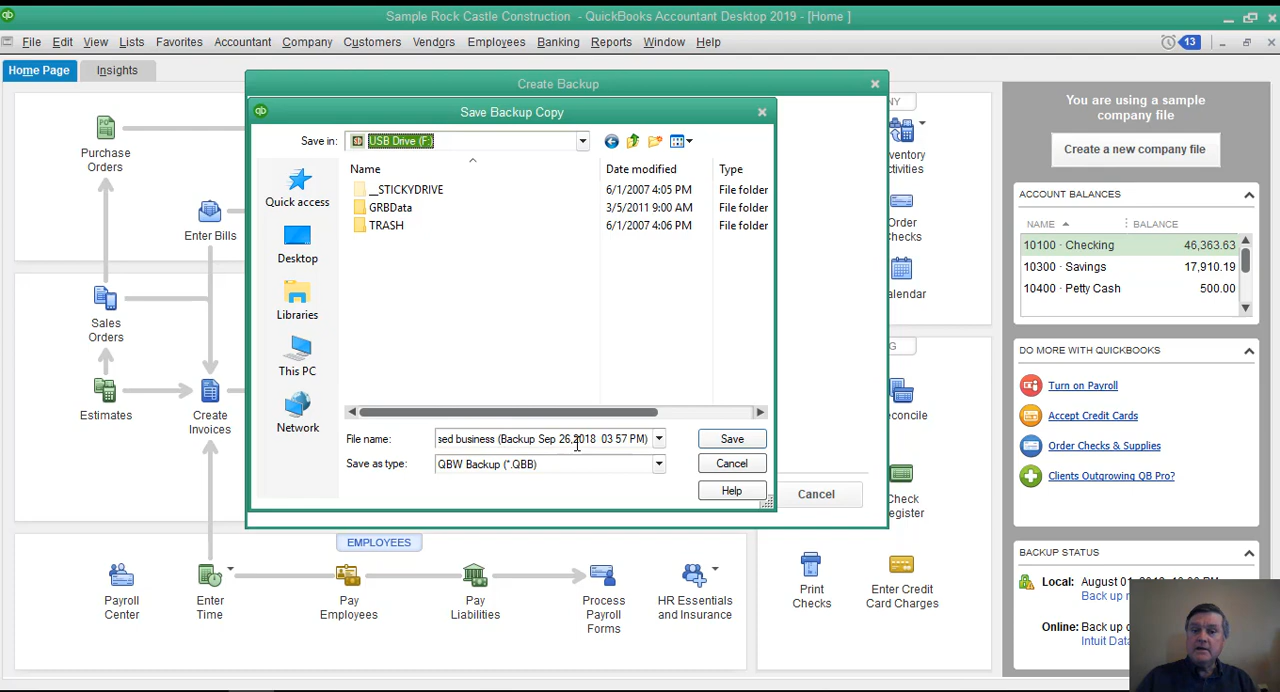 Sample Rock Castle Construction - QuickBooks Accountant Desktop 2019 - [Home ]
File Edit View Lists Favorites Accountant Company Customers Vendors Employees Banking Reports Window Help
13
Home Page
Insights
Purchase
Orders
Enter Bills
Sales
Orders
Estimates
Create
Invoices
Create Backup
Save Backup Copy
Save in:
USB Drive (F:)
Name
Date modified
Type
__STICKYDRIVE 6/1/2007 4:05 PM File folder
GRBData 3/5/2011 9:00 AM File folder
TRASH 6/1/2007 4:06 PM File folder
Quick access
Desktop
Libraries
This PC
Network
File name:
sed business (Backup Sep 26,2018 03 57 PM)
Save
Save as type:
QBW Backup (*.QBB)
Cancel
Help
Cancel
NY
Order
Checks
Check
EMPLOYEES
Payroll
Center
Enter
Time
Pay
Employees
Pay
Liabilities
Process
Payroll
Forms
HR Essentials
and Insurance
Print
Checks
Enter Credit
Card Charges
You are using a sample
company file
Create a new company file
ACCOUNT BALANCES
NAME BALANCE
10100 · Checking 46,363.63
10300 · Savings 17,910.19
10400 · Petty Cash 500.00
DO MORE WITH QUICKBOOKS
Turn on Payroll
Accept Credit Cards
Order Checks & Supplies
Clients Outgrowing QB Pro?
BACKUP STATUS
Local:
Online: